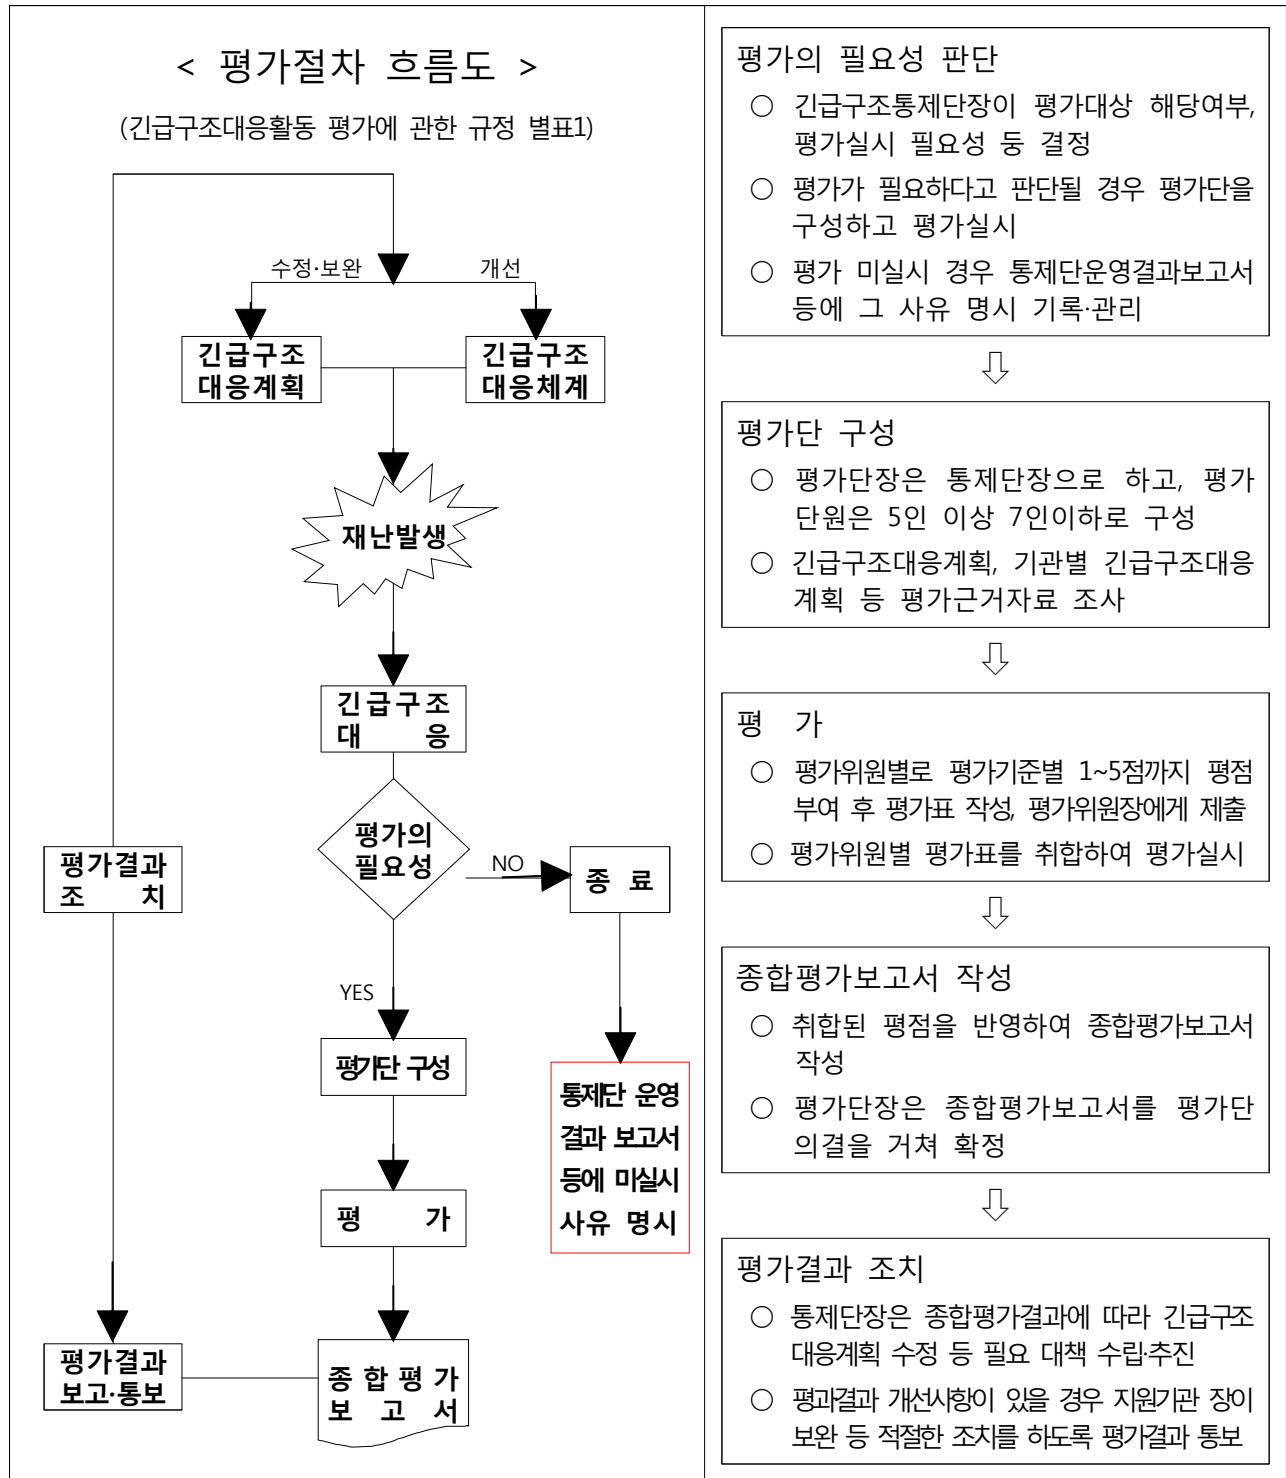 < 평가절차 흐름도 >
(긴급구조대응활동 평가에 관한 규정 별표1)
수정·보완
개선
긴급구조
대응계획
긴급구조
대응체계
재난발생
긴급구조
대 응
평가의
필요성
NO
종 료
YES
평가결과
조 치
평가단 구성
통제단 운영
결과 보고서
등에 미실시
사유 명시
평 가
평가결과
보고·통보
종 합 평 가
보 고 서
평가의 필요성 판단
○ 긴급구조통제단장이 평가대상 해당여부,
평가실시 필요성 둥 결정
○ 평가가 필요하다고 판단될 경우 평가단을
구성하고 평가실시
○ 평가 미실시 경우 통제단운영결과보고서
등에 그 사유 명시 기록·관리
⇩
평가단 구성
○ 평가단장은 통제단장으로 하고, 평가
단원은 5인 이상 7인이하로 구성
○ 긴급구조대응계획, 기관별 긴급구조대응
계획 등 평가근거자료 조사
⇩
평 가
○ 평가위원별로 평가기준별 1~5점까지 평점
부여 후 평가표 작성, 평가위원장에게 제출
○ 평가위원별 평가표를 취합하여 평가실시
⇩
종합평가보고서 작성
○ 취합된 평점을 반영하여 종합평가보고서
작성
○ 평가단장은 종합평가보고서를 평가단
의결을 거쳐 확정
⇩
평가결과 조치
○ 통제단장은 종합평가결과에 따라 긴급구조
대응계획 수정 등 필요 대책 수립·추진
○ 평과결과 개선사항이 있을 경우 지원기관 장이
보완 등 적절한 조치를 하도록 평가결과 통보